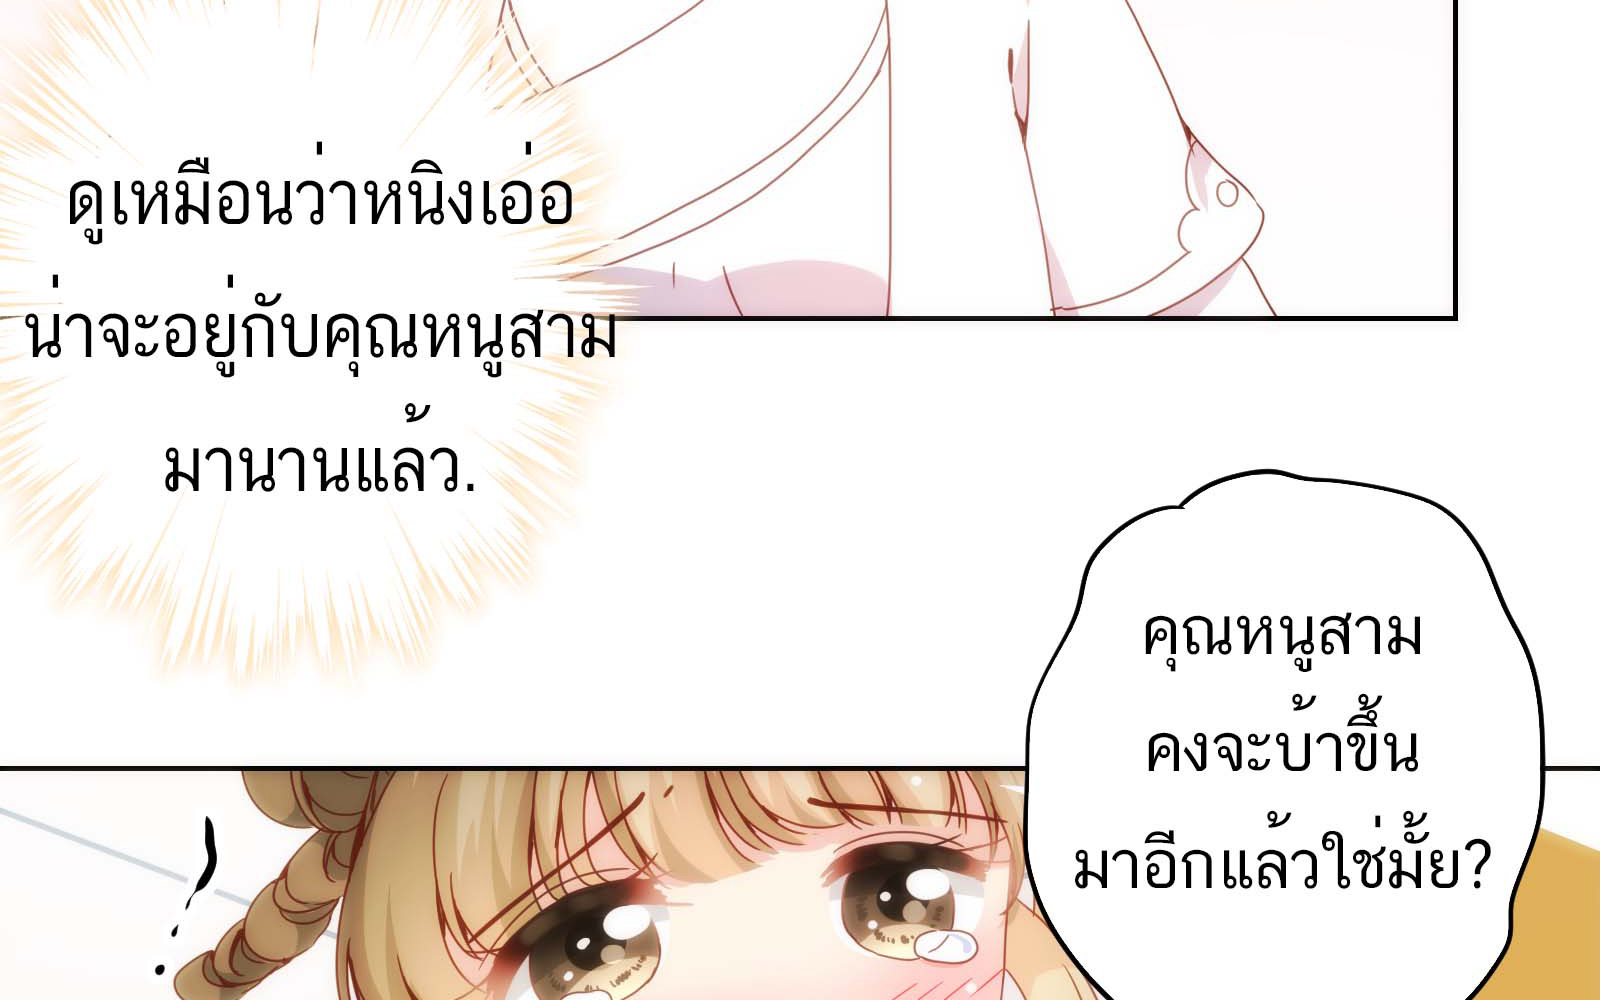 ดูเหมือนว่าหนิงเอ่อ
น่าจะอยู่กับคุณหนูสาม
มานานแล้ว.
คุณหนูสาม
คงจะบ้าขึ้น
มาอีกแล้วใช่มั้ย?